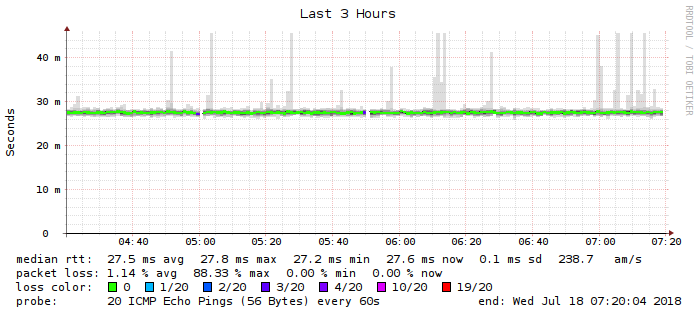 Last 3 Hours
RRDTOOL / TOBI OETIKER
Seconds
40 m
30 m
20 m
10 m
0
04:40 05:00 05:20 05:40 06:00 06:20 06:40 07:00 07:20
median rtt: 27.5 ms avg 27.8 ms max 27.2 ms min 27.6 ms now 0.1 ms sd 238.7 am/s
packet loss: 1.14 % avg 88.33 % max 0.00 % min 0.00 % now
loss color: 0 1/20 2/20 3/20 4/20 10/20 19/20
probe: 20 ICMP Echo Pings (56 Bytes) every 60s end: Wed Jul 18 07:20:04 2018